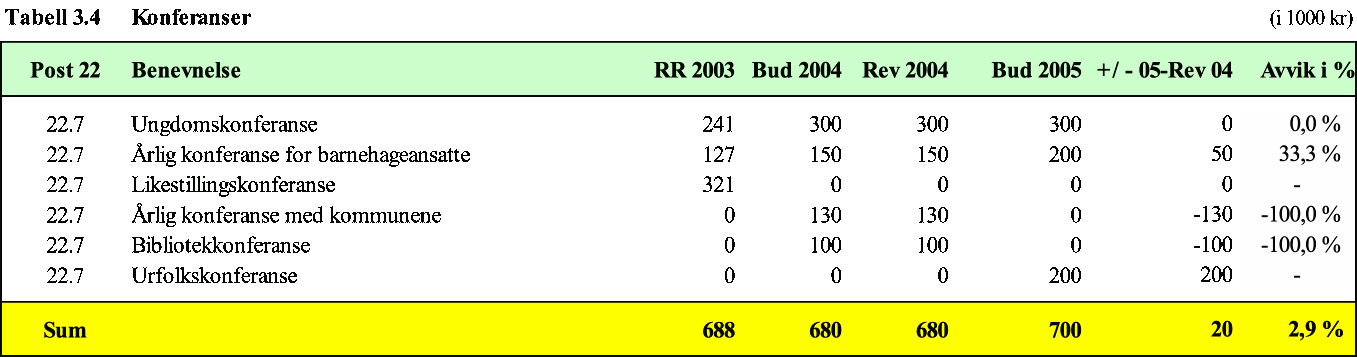 Tabell 3.4 Konferanser (i 1000 kr)
Post 22 Benevnelse RR 2003 Bud 2004 Rev 2004 Bud 2005 +/ - 05-Rev 04 Avvik i %
22.7 Ungdomskonferanse 241 300 300 300 0 0,0 %
22.7 Årlig konferanse for barnehageansatte 127 150 150 200 50 33,3 %
22.7 Likestillingskonferanse 321 0 0 0 0 -
22.7 Årlig konferanse med kommunene 0 130 130 0 -130 -100,0 %
22.7 Bibliotekkonferanse 0 100 100 0 -100 -100,0 %
22.7 Urfolkskonferanse 0 0 0 200 200 -
Sum 688 680 680 700 20 2,9 %